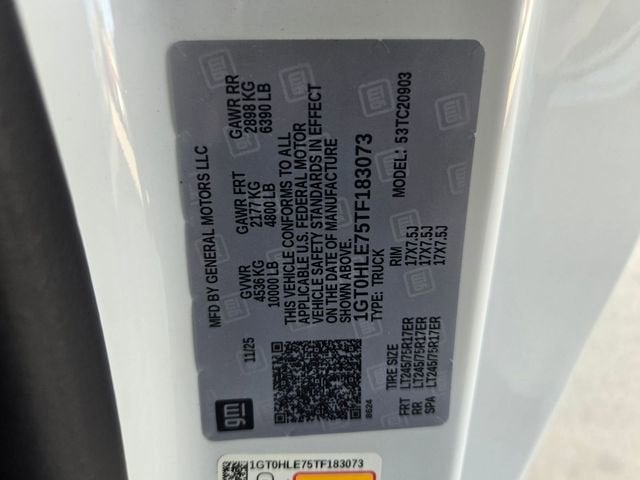 MFD BY GENERAL MOTORS LLC
11/25
GVWR GAWR FRT GAWR RR
4536 KG 2177 KG 2898 KG
10000 LB 4800 LB 6390 LB
THIS VEHICLE CONFORMS TO ALL
APPLICABLE U.S. FEDERAL MOTOR
VEHICLE SAFETY STANDARDS IN EFFECT
ON THE DATE OF MANUFACTURE
SHOWN ABOVE.
1GT0HLE75TF183073
TYPE: TRUCK MODEL: 53TC20903
8624
gm
TIRE SIZE RIM
FRT LT245/75R17ER 17X7.5J
RR LT245/75R17ER 17X7.5J
SPA LT245/75R17ER 17X7.5J
1GT0HLE75TF183073